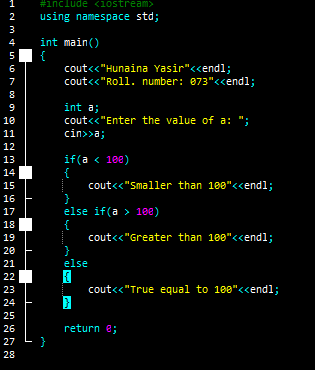 1 #include <iostream>
2 using namespace std;
3
4 int main()
5 {
6 cout<<"Hunaina Yasir"<<endl;
7 cout<<"Roll. number: 073"<<endl;
8
9 int a;
10 cout<<"Enter the value of a: ";
11 cin>>a;
12
13 if(a < 100)
14 {
15 cout<<"Smaller than 100"<<endl;
16 }
17 else if(a > 100)
18 {
19 cout<<"Greater than 100"<<endl;
20 }
21 else
22 {
23 cout<<"True equal to 100"<<endl;
24 }
25
26 return 0;
27 }
28